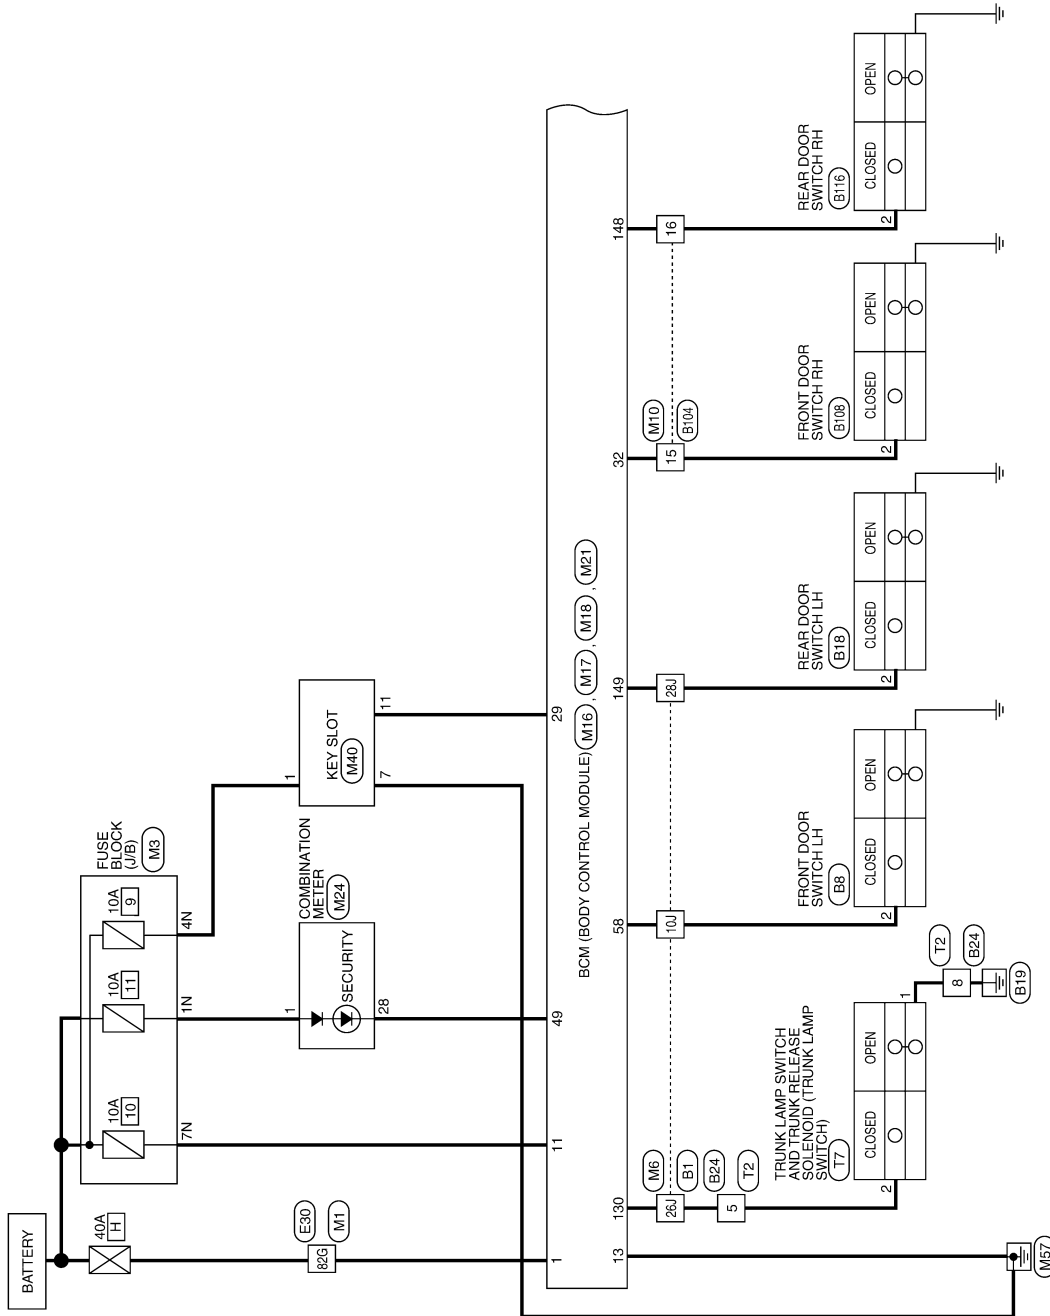 BATTERY
40A
H
E30
82G
M1
FUSE
BLOCK
(J/B)
M3
10A
10
7N
10A
11
1N
10A
9
4N
COMBINATION
METER
M24
1
SECURITY
28
KEY SLOT
M40
1
7
11
1
11
49
29
BCM (BODY CONTROL MODULE) M16 , M17 , M18 , M21
13
130
58
149
32
148
M6
26J
B1
B24
5
T2
10J
28J
M10
15
B104
16
TRUNK LAMP SWITCH
AND TRUNK RELEASE
SOLENOID (TRUNK LAMP
SWITCH)
T7
2
CLOSED
OPEN
1
T2
8
B24
B19
FRONT DOOR
SWITCH LH
B8
2
CLOSED
OPEN
REAR DOOR
SWITCH LH
B18
2
CLOSED
OPEN
FRONT DOOR
SWITCH RH
B108
2
CLOSED
OPEN
REAR DOOR
SWITCH RH
B116
2
CLOSED
OPEN
M57